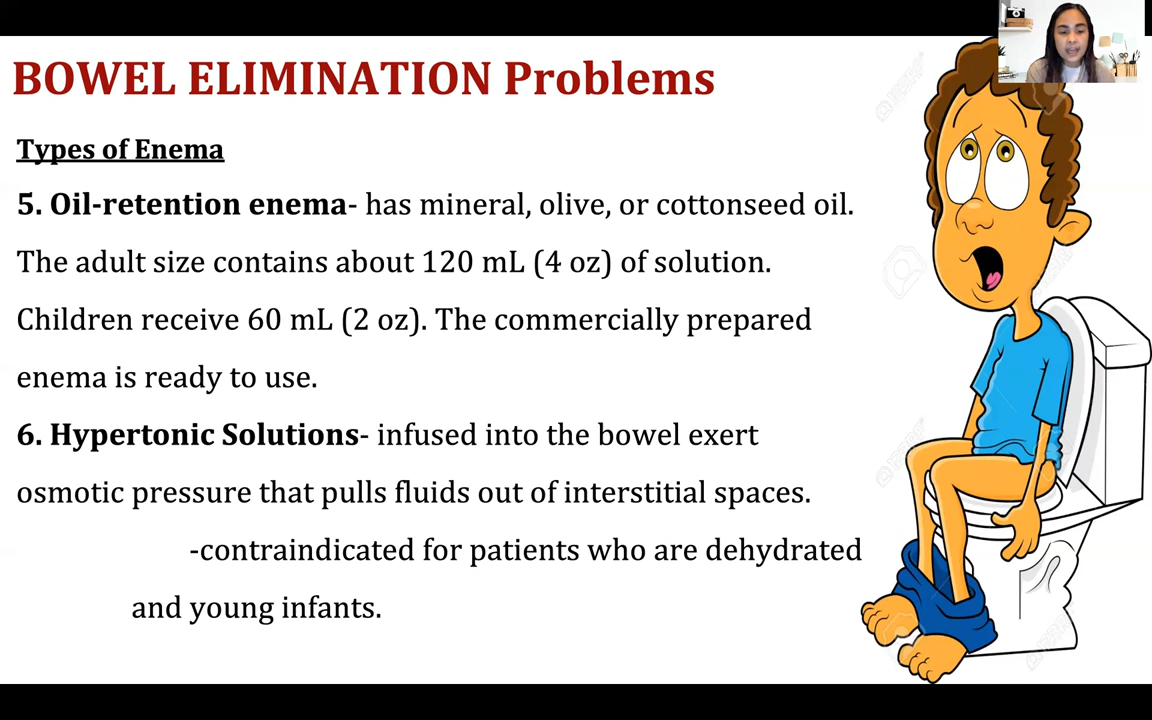 BOWEL ELIMINATION Problems
Types of Enema
5. Oil-retention enema- has mineral, olive, or cottonseed oil.
The adult size contains about 120 mL (4 oz) of solution.
Children receive 60 mL (2 oz). The commercially prepared
enema is ready to use.
6. Hypertonic Solutions- infused into the bowel exert
osmotic pressure that pulls fluids out of interstitial spaces.
-contraindicated for patients who are dehydrated
and young infants.